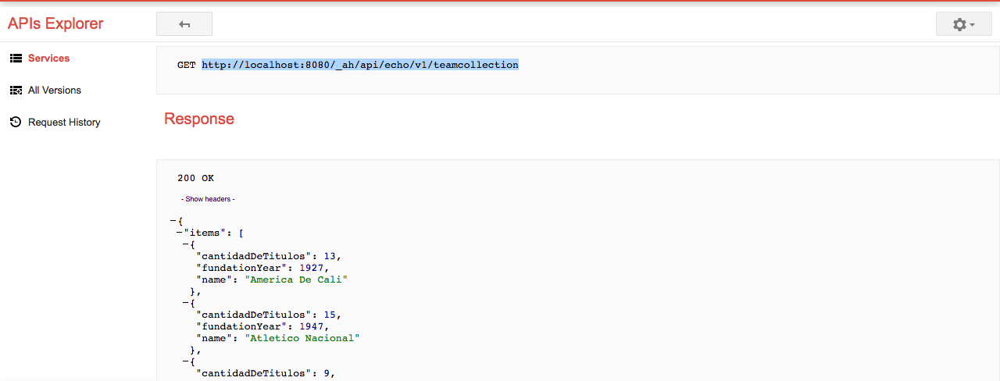 APIs Explorer
Services
All Versions
Request History
GET http://localhost:8080/_ah/api/echo/v1/teamcollection
Response
200 OK
- Show headers -
{
"items": [
{
"cantidadDeTitulos": 13,
"fundationYear": 1927,
"name": "America De Cali"
},
{
"cantidadDeTitulos": 15,
"fundationYear": 1947,
"name": "Atletico Nacional"
},
{
"cantidadDeTitulos": 9,